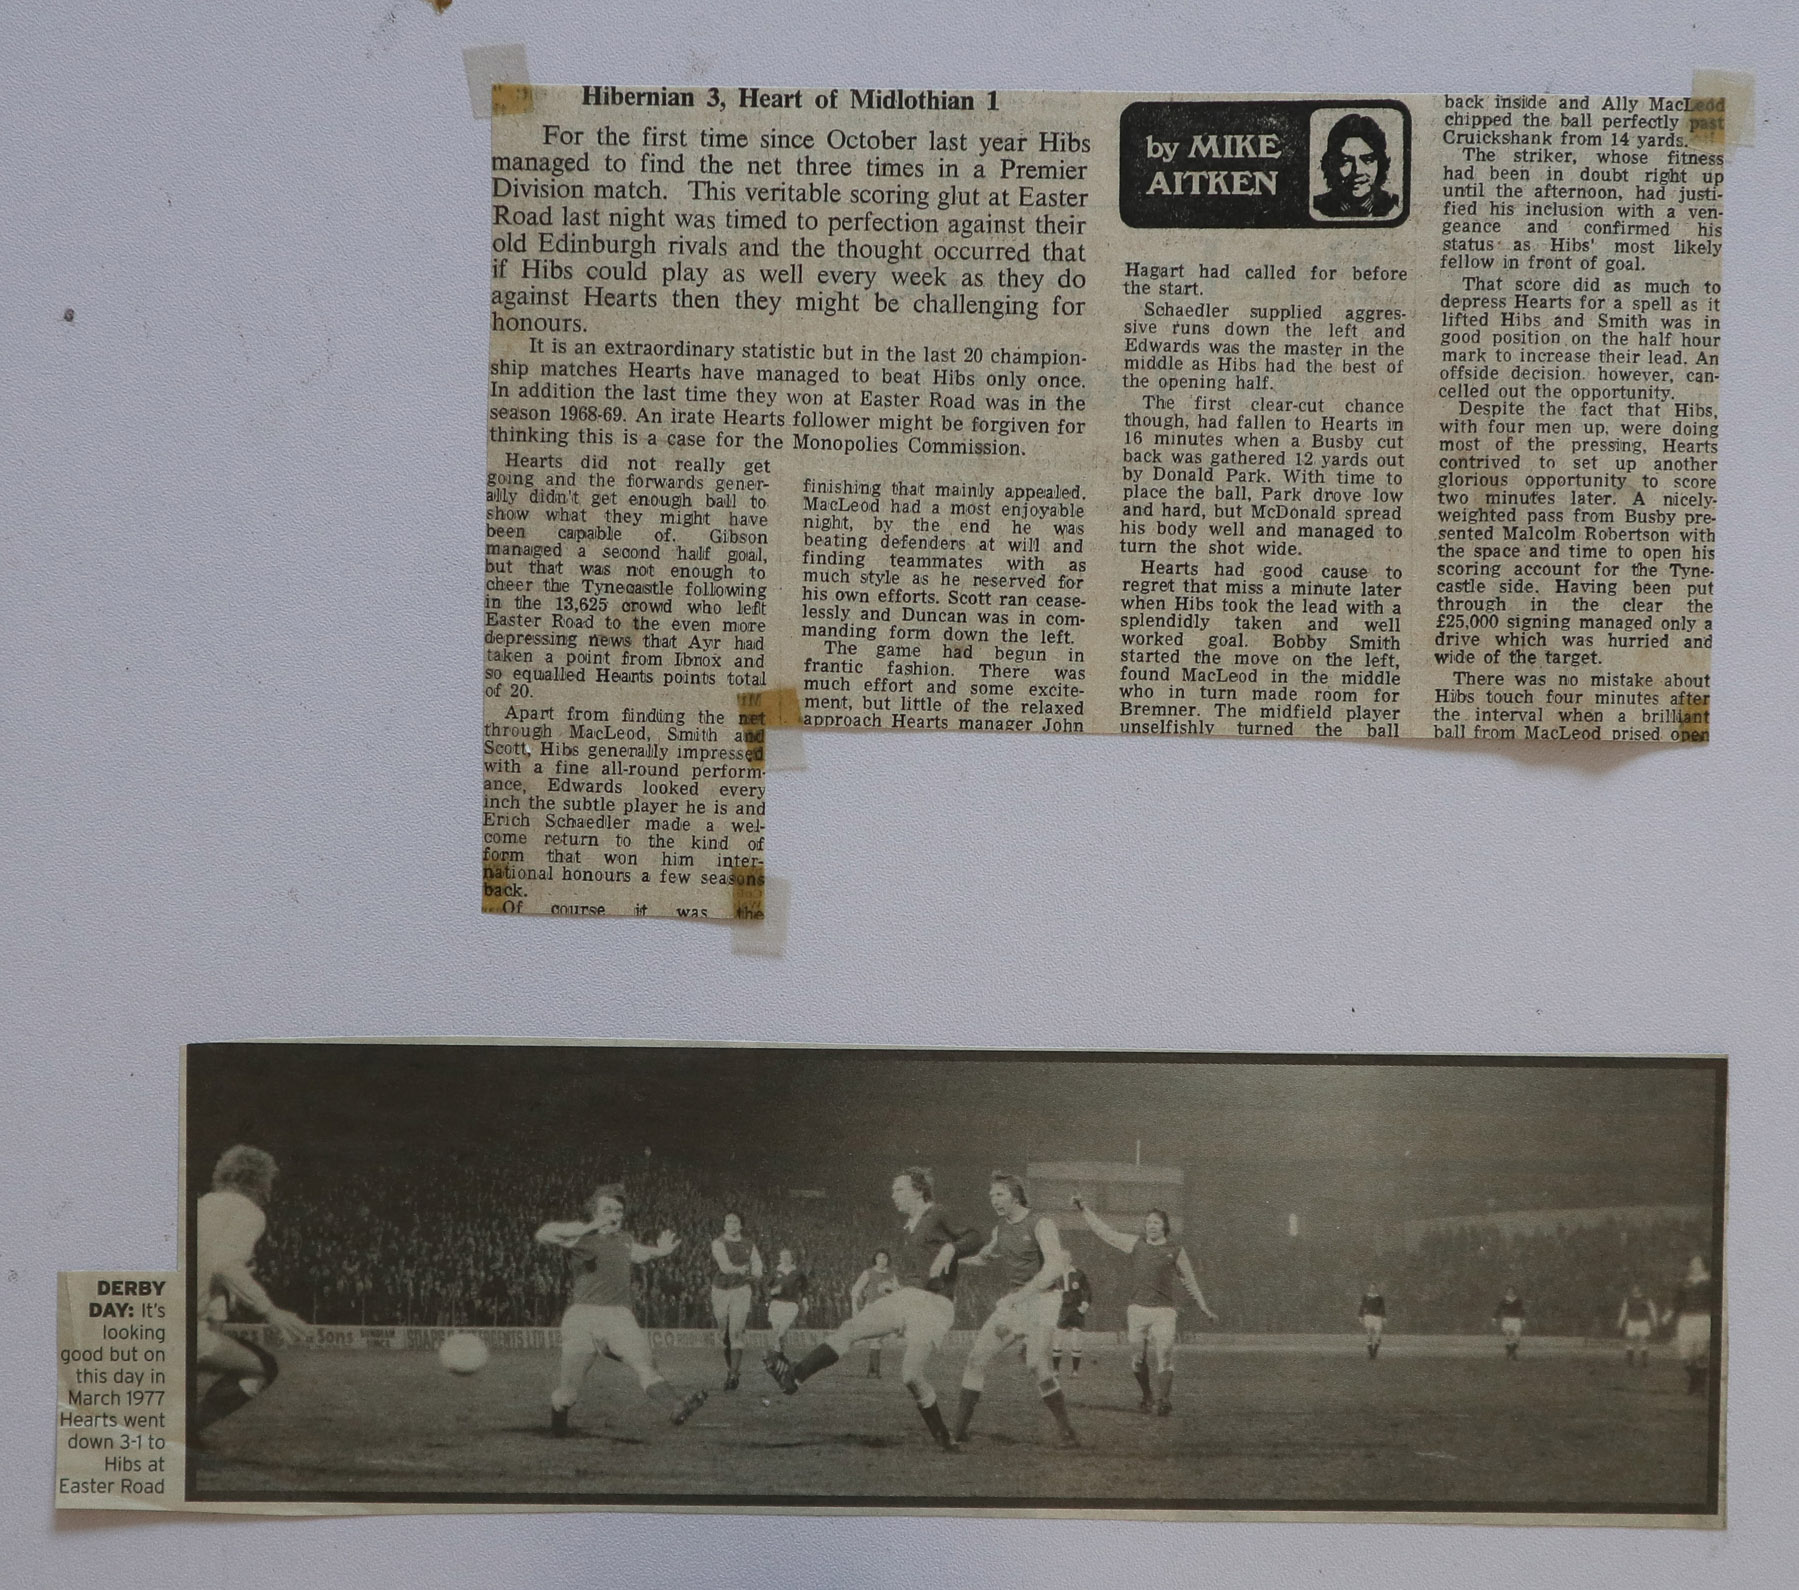 Hibernian 3, Heart of Midlothian 1
For the first time since October last year Hibs
managed to find the net three times in a Premier
Division match. This veritable scoring glut at Easter
Road last night was timed to perfection against their
old Edinburgh rivals and the thought occurred that
if Hibs could play as well every week as they do
against Hearts then they might be challenging for
honours.
It is an extraordinary statistic but in the last 20 champion-
ship matches Hearts have managed to beat Hibs only once.
In addition the last time they won at Easter Road was in the
season 1968-69. An irate Hearts follower might be forgiven for
thinking this is a case for the Monopolies Commission.
Hearts did not really get
going and the forwards gener-
ally didn't get enough ball to
show what they might have
been capable of. Gibson
managed a second half goal,
but that was not enough to
cheer the Tynecastle following
in the 13,625 crowd who left
Easter Road to the even more
depressing news that Ayr had
taken a point from Ibrox and
so equalled Hearts points total
of 20.
Apart from finding the net
through MacLeod, Smith and
Scott, Hibs generally impressed
with a fine all-round perform-
ance, Edwards looked every
inch the subtle player he is and
Erich Schaedler made a wel-
come return to the kind of
form that won him inter-
national honours a few seasons
back.
Of course it was the
finishing that mainly appealed.
MacLeod had a most enjoyable
night, by the end he was
beating defenders at will and
finding teammates with as
much style as he reserved for
his own efforts. Scott ran cease-
lessly and Duncan was in com-
manding form down the left.
The game had begun in
frantic fashion. There was
much effort and some excite-
ment, but little of the relaxed
approach Hearts manager John
by MIKE
AITKEN
Hagart had called for before
the start.
Schaedler supplied aggres-
sive runs down the left and
Edwards was the master in the
middle as Hibs had the best of
the opening half.
The first clear-cut chance
though, had fallen to Hearts in
16 minutes when a Busby cut
back was gathered 12 yards out
by Donald Park. With time to
place the ball, Park drove low
and hard, but McDonald spread
his body well and managed to
turn the shot wide.
Hearts had good cause to
regret that miss a minute later
when Hibs took the lead with a
splendidly taken and well
worked goal. Bobby Smith
started the move on the left,
found MacLeod in the middle
who in turn made room for
Bremner. The midfield player
unselfishly turned the ball
back inside and Ally MacLeod
chipped the ball perfectly past
Cruickshank from 14 yards.
The striker, whose fitness
had been in doubt right up
until the afternoon, had justi-
fied his inclusion with a ven-
geance and confirmed his
status as Hibs' most likely
fellow in front of goal.
That score did as much to
depress Hearts for a spell as it
lifted Hibs and Smith was in
good position on the half hour
mark to increase their lead. An
offside decision. however, can-
celled out the opportunity.
Despite the fact that Hibs,
with four men up, were doing
most of the pressing, Hearts
contrived to set up another
glorious opportunity to score
two minutes later. A nicely-
weighted pass from Busby pre-
sented Malcolm Robertson with
the space and time to open his
scoring account for the Tyne-
castle side. Having been put
through in the clear the
£25,000 signing managed only a
drive which was hurried and
wide of the target.
There was no mistake about
Hibs touch four minutes after
the interval when a brilliant
ball from MacLeod prised open
Sons
DERBY
DAY: It's
looking
good but on
this day in
March 1977
Hearts went
down 3-1 to
Hibs at
Easter Road